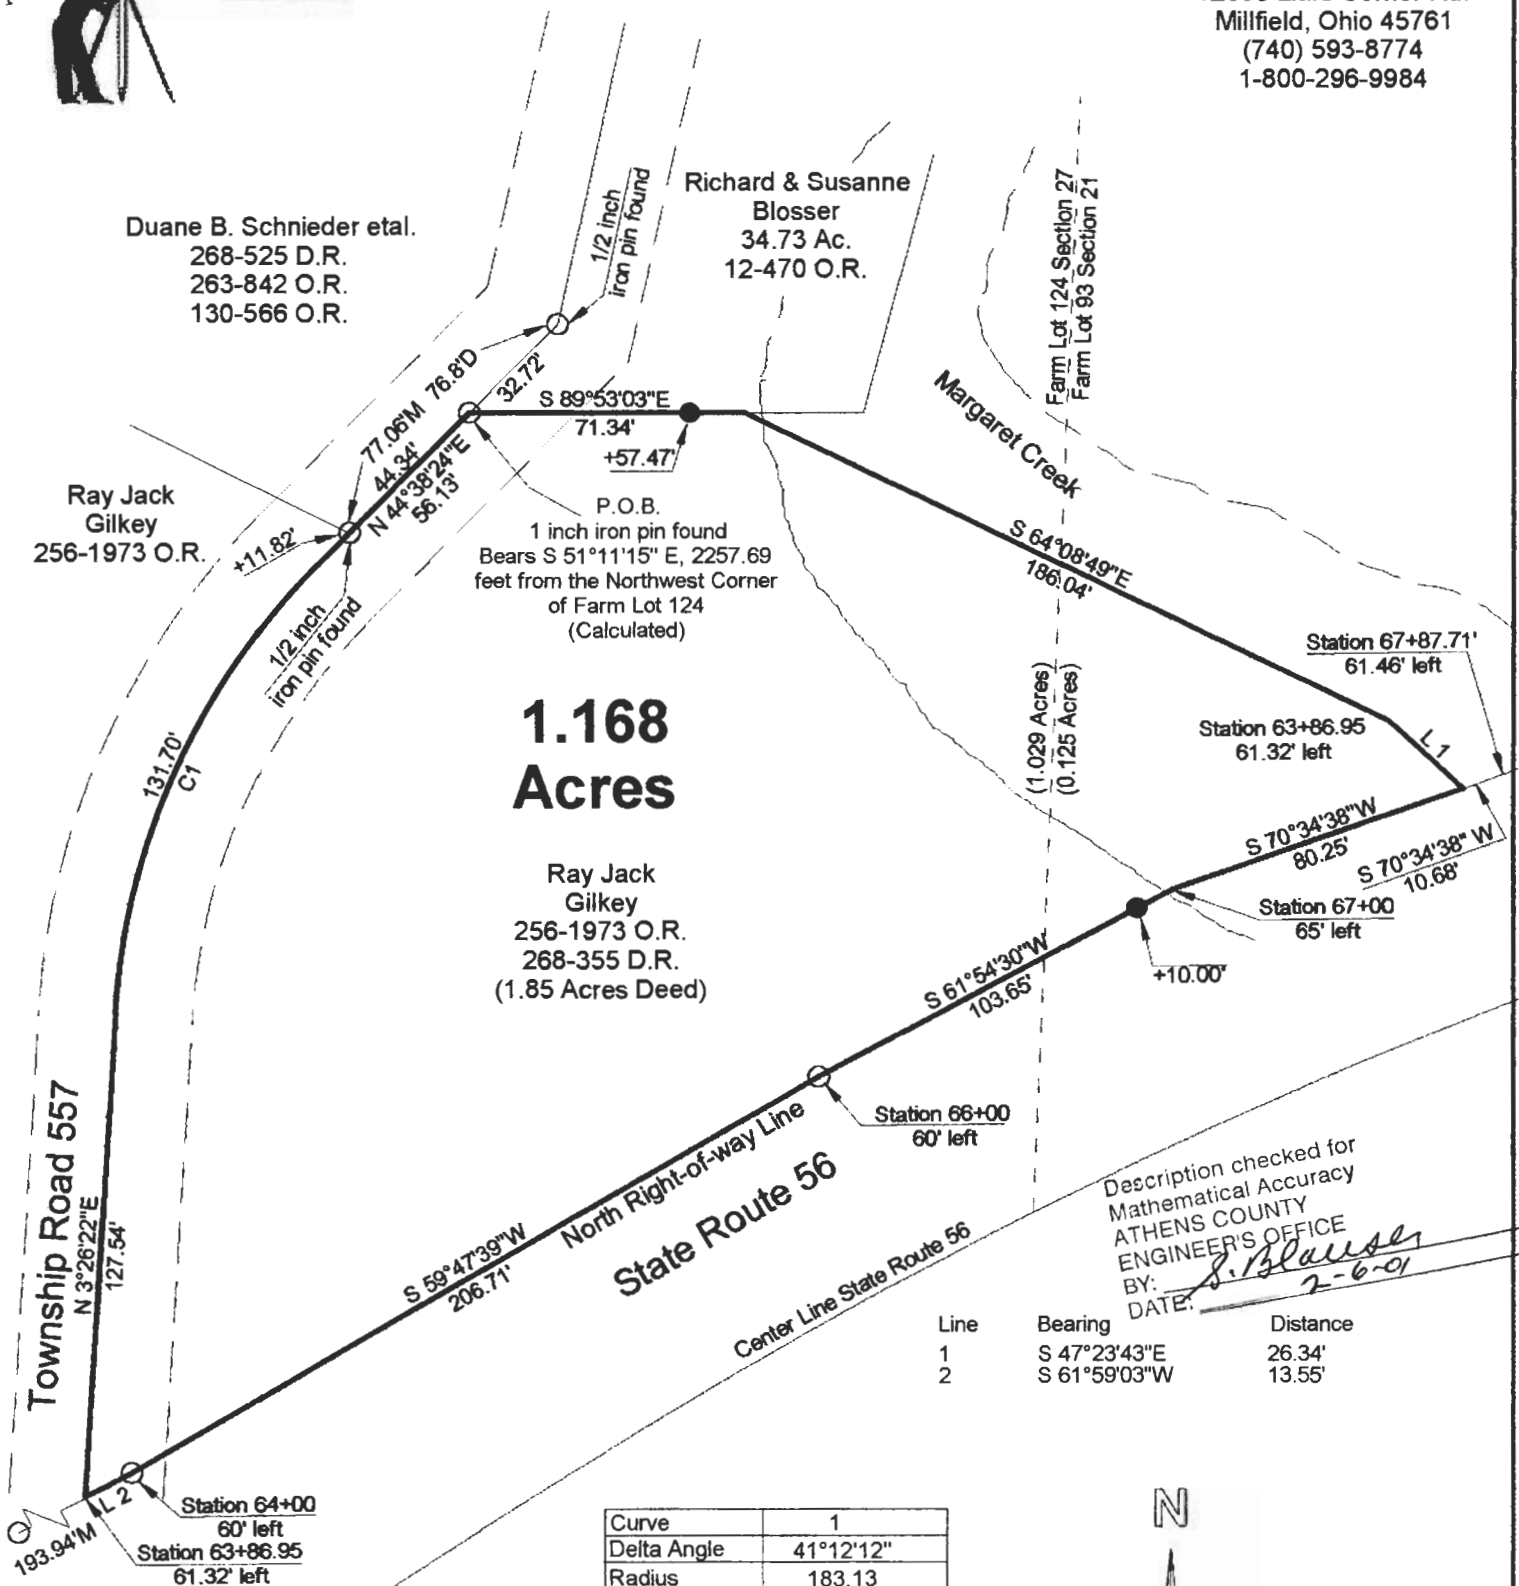 Millfield, Ohio 45761
(740) 593-8774
1-800-296-9984
Duane B. Schnieder etal.
268-525 D.R.
263-842 O.R.
130-566 O.R.
1/2 inch
iron pin found
Richard & Susanne
Blosser
34.73 Ac.
12-470 O.R.
Farm Lot 124 Section 27
Farm Lot 93 Section 21
Margaret Creek
77.06'M 76.8'D
32.72'
44.34'
N 44°38'24"E
56.13'
S 89°53'03"E
71.34'
+57.47'
Ray Jack
Gilkey
256-1973 O.R.
+11.82'
1/2 inch
iron pin found
P.O.B.
1 inch iron pin found
Bears S 51°11'15" E, 2257.69
feet from the Northwest Corner
of Farm Lot 124
(Calculated)
S 64°08'49"E
186.04'
Station 67+87.71'
61.46' left
Station 63+86.95
61.32' left
L 1
(1.029 Acres)
(0.125 Acres)
1.168
Acres
131.70'
C1
S 70°34'38"W
80.25'
S 70°34'38" W
10.68'
Station 67+00
65' left
+10.00'
Ray Jack
Gilkey
256-1973 O.R.
268-355 D.R.
(1.85 Acres Deed)
S 61°54'30"W
103.65'
Station 66+00
60' left
North Right-of-way Line
State Route 56
S 59°47'39"W
206.71'
Center Line State Route 56
Township Road 557
N 3°26'22"E
127.54'
Description checked for
Mathematical Accuracy
ATHENS COUNTY
ENGINEER'S OFFICE
BY: S. Blauser
DATE: 2-6-01
Line Bearing Distance
1 S 47°23'43"E 26.34'
2 S 61°59'03"W 13.55'
L 2
Station 64+00
60' left
193.94'M
Station 63+86.95
61.32' left
Curve 1
Delta Angle 41°12'12"
Radius 183.13
N